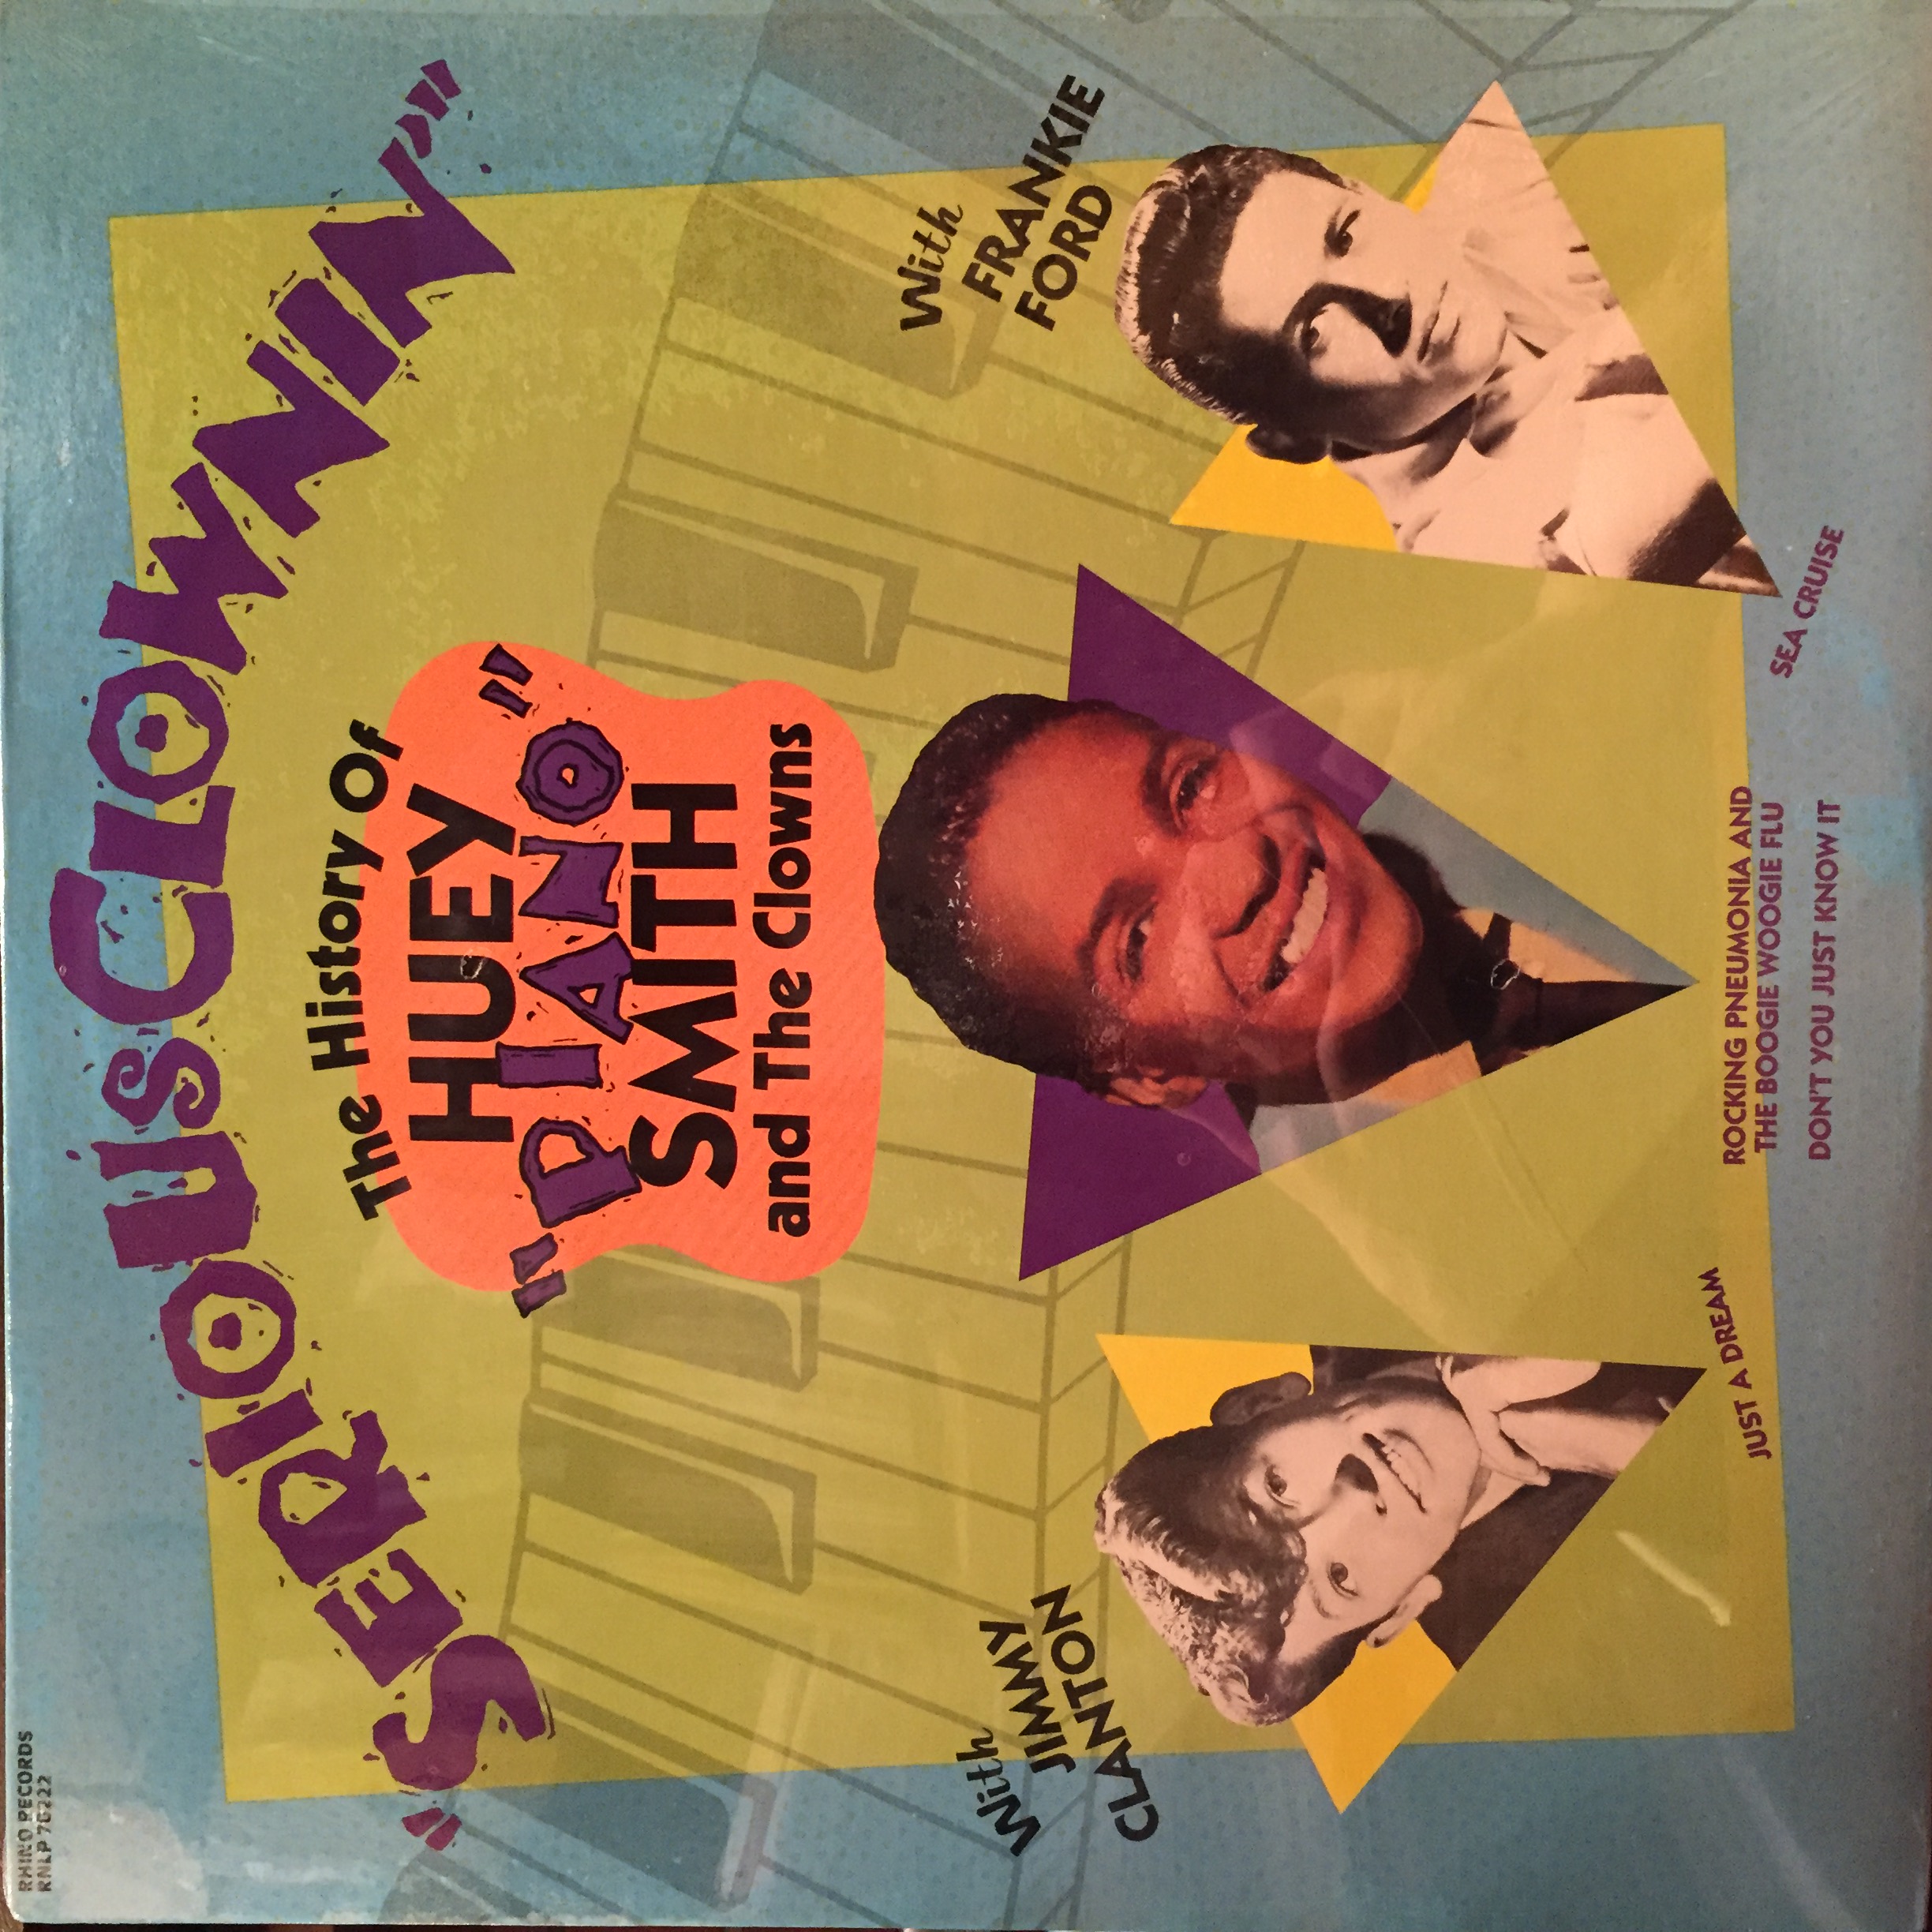 RHINO RECORDS
RNLP 70222
"SERIOUS CLOWNIN'"
The History Of
HUEY
"PIANO"
SMITH
and The Clowns
With
JIMMY
CLANTON
With
FRANKIE
FORD
JUST A DREAM
ROCKING PNEUMONIA AND
THE BOOGIE WOOGIE FLU
DON'T YOU JUST KNOW IT
SEA CRUISE